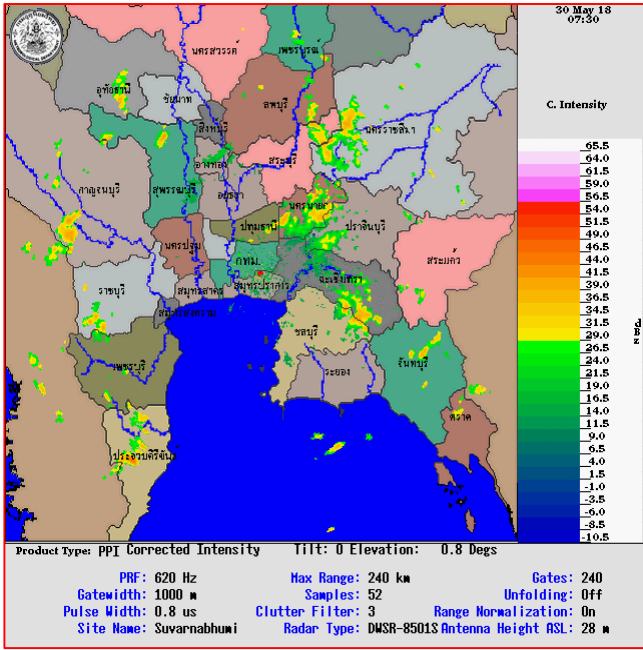 30 May 18
07:30
นครสวรรค์
เพชรบูรณ์
อุทัยธานี
ชัยนาท
ลพบุรี
สิงห์บุรี
นครราชสีมา
อ่างทอง
สระบุรี
กาญจนบุรี
สุพรรณบุรี
อยุธยา
นครนายก
ปทุมธานี
ปราจีนบุรี
นครปฐม
กทม.
สระแก้ว
ราชบุรี
สมุทรสาคร
สมุทรปราการ
ฉะเชิงเทรา
สมุทรสงคราม
ชลบุรี
เพชรบุรี
ระยอง
จันทบุรี
ตราด
ประจวบคีรีขันธ์
C. Intensity
65.5
64.0
61.5
59.0
56.5
54.0
51.5
49.0
46.5
44.0
41.5
39.0
36.5
34.0
31.5
29.0
26.5
24.0
21.5
19.0
16.5
14.0
11.5
9.0
6.5
4.0
1.5
-1.0
-3.5
-6.0
-8.5
-10.5
Product Type: PPI Corrected Intensity Tilt: 0 Elevation: 0.8 Degs
PRF: 620 Hz Max Range: 240 km Gates: 240
Gatewidth: 1000 m Samples: 52 Unfolding: Off
Pulse Width: 0.8 us Clutter Filter: 3 Range Normalization: On
Site Name: Suvarnabhumi Radar Type: DWSR-8501S Antenna Height ASL: 28 m